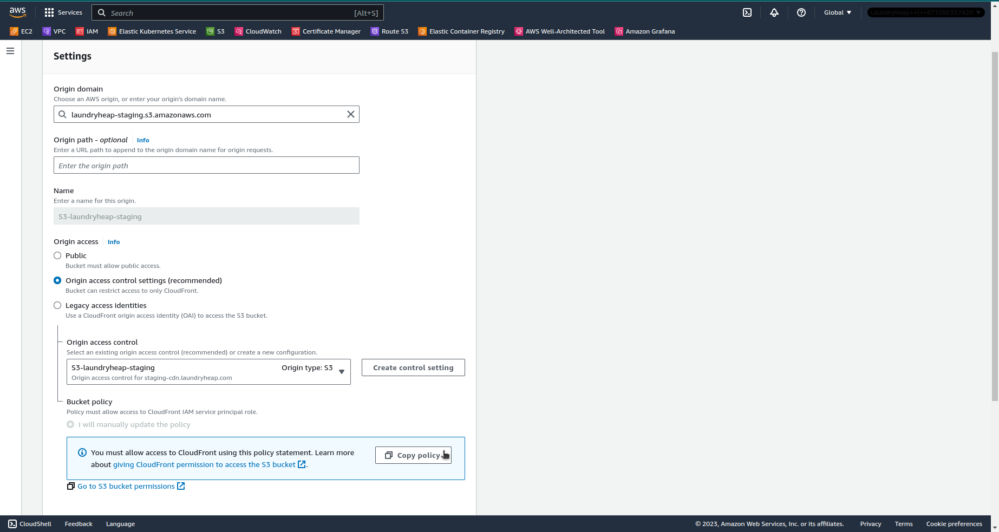 aws
Services
Search
[Alt+S]
Global
Laundryheap++|++871086357420
EC2
VPC
IAM
Elastic Kubernetes Service
S3
CloudWatch
Certificate Manager
Route 53
Elastic Container Registry
AWS Well-Architected Tool
Amazon Grafana
Settings
Origin domain
Choose an AWS origin, or enter your origin's domain name.
laundryheap-staging.s3.amazonaws.com
Origin path - optional
Info
Enter a URL path to append to the origin domain name for origin requests.
Enter the origin path
Name
Enter a name for this origin.
S3-laundryheap-staging
Origin access
Info
Public
Bucket must allow public access.
Origin access control settings (recommended)
Bucket can restrict access to only CloudFront.
Legacy access identities
Use a CloudFront origin access identity (OAI) to access the S3 bucket.
Origin access control
Select an existing origin access control (recommended) or create a new configuration.
S3-laundryheap-staging
Origin type: S3
Origin access control for staging-cdn.laundryheap.com
Create control setting
Bucket policy
Policy must allow access to CloudFront IAM service principal role.
I will manually update the policy
You must allow access to CloudFront using this policy statement. Learn more
about giving CloudFront permission to access the S3 bucket.
Copy policy
Go to S3 bucket permissions
CloudShell
Feedback
Language
© 2023, Amazon Web Services, Inc. or its affiliates.
Privacy
Terms
Cookie preferences